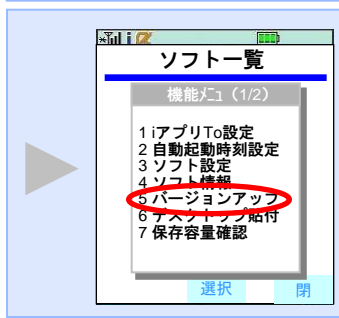 ソフト一覧
機能ﾒﾆｭ（1/2）
1 iアプリTo設定
2 自動起動時刻設定
3 ソフト設定
4 ソフト情報
5 バージョンアップ
6 デスクトップ貼付
7 保存容量確認
選択
閉